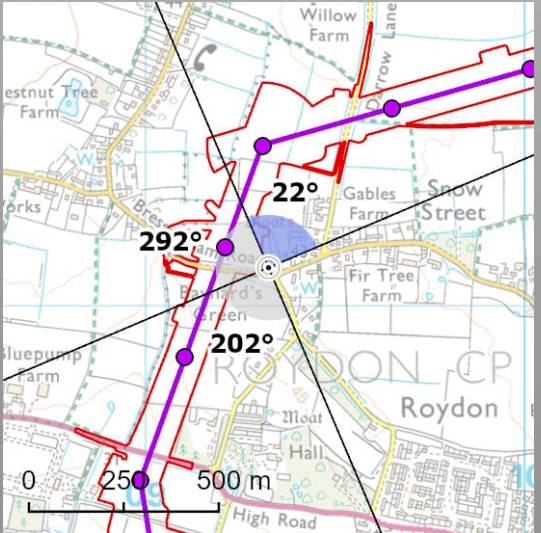 Willow
Farm
Darrow Lane
estnut Tree
Farm
W
22°
Gables
Farm
Snow
Street
orks
292°
W
Fir Tree
Farm
Green
202°
Bluepump
Farm
ROYDON CP
45
Moat
Roydon
Hall
0 250 500 m
High Road